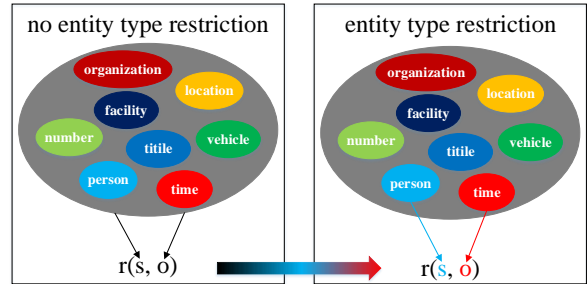 no entity type restriction
organization
location
facility
number
titile
vehicle
person
time
r(s, o)
entity type restriction
organization
location
facility
number
titile
vehicle
person
time
r(s, o)